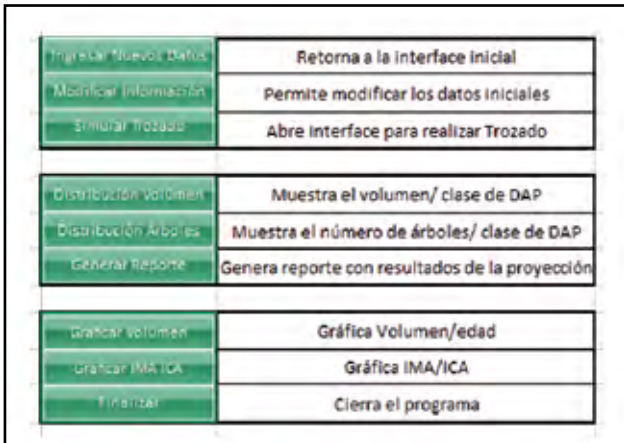 Ingresar Nuevos Datos Retorna a la interface inicial
Modificar Información Permite modificar los datos iniciales
Simular Trozado Abre Interface para realizar Trozado
Distribución Volumen Muestra el volumen/ clase de DAP
Distribución Árboles Muestra el número de árboles/ clase de DAP
Generar Reporte Genera reporte con resultados de la proyección
Graficar Volumen Gráfica Volumen/edad
Graficar IMA ICA Gráfica IMA/ICA
Finalizar Cierra el programa